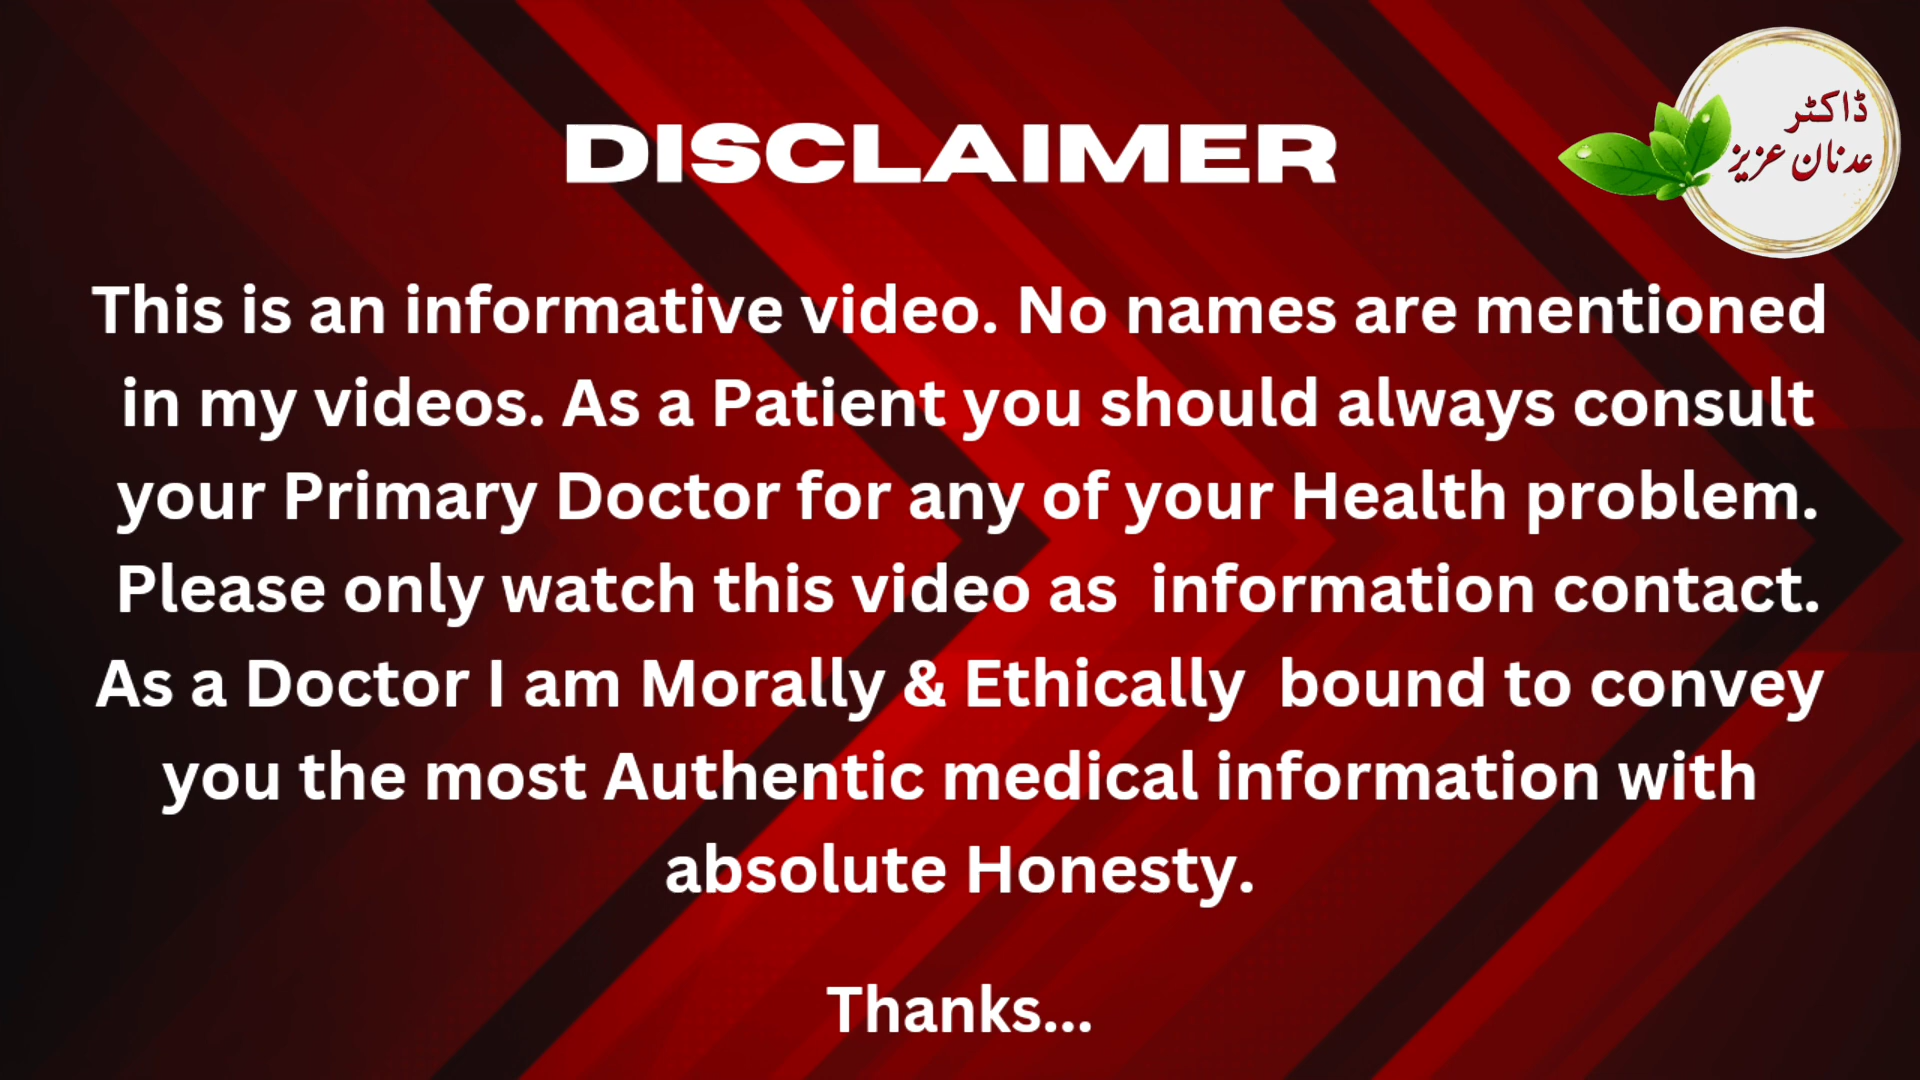 DISCLAIMER
ڈاکٹر
عدنان عزیز
This is an informative video. No names are mentioned
in my videos. As a Patient you should always consult
your Primary Doctor for any of your Health problem.
Please only watch this video as  information contact.
As a Doctor I am Morally & Ethically  bound to convey
you the most Authentic medical information with
absolute Honesty.
Thanks...